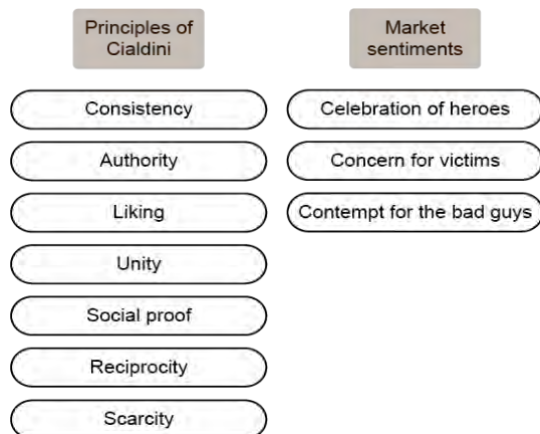 Principles of
Cialdini
Market
sentiments
Consistency
Celebration of heroes
Authority
Concern for victims
Liking
Contempt for the bad guys
Unity
Social proof
Reciprocity
Scarcity